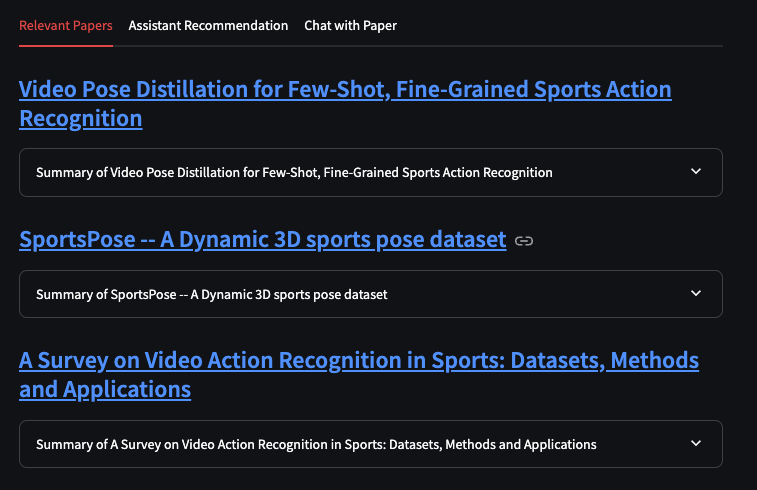 Relevant Papers Assistant Recommendation Chat with Paper
Video Pose Distillation for Few-Shot, Fine-Grained Sports Action
Recognition
Summary of Video Pose Distillation for Few-Shot, Fine-Grained Sports Action Recognition
SportsPose -- A Dynamic 3D sports pose dataset
Summary of SportsPose -- A Dynamic 3D sports pose dataset
A Survey on Video Action Recognition in Sports: Datasets, Methods
and Applications
Summary of A Survey on Video Action Recognition in Sports: Datasets, Methods and Applications